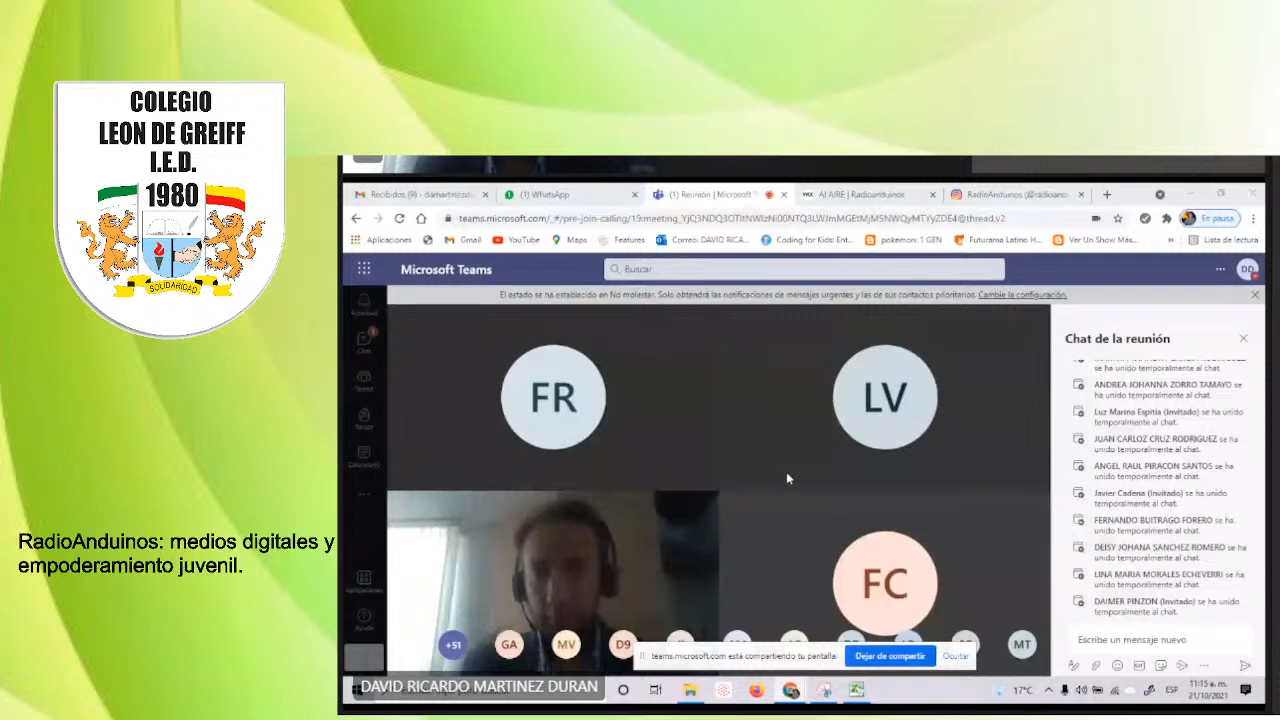 COLEGIO
LEON DE GREIFF
I.E.D.
1980
SOLIDARIDAD
RadioAnduinos: medios digitales y
empoderamiento juvenil.
(1) WhatsApp
(1) Reunión | Microsoft
AL AIRE | Radioanduinos
En pausa
Aplicaciones
Gmail
YouTube
Maps
Features
Correo: DAVID RICA...
Coding for Kids: Ent...
pokemon: 1 GEN
Futurama Latino H...
Ver Un Show Más...
Lista de lectura
Microsoft Teams
Buscar
DD
El estado se ha establecido en No molestar. Solo obtendrá las notificaciones de mensajes urgentes y las de sus contactos prioritarios. Cambie la configuración.
Chat
Ayuda
FR
LV
FC
+51
GA
MV
D9
MT
teams.microsoft.com está compartiendo tu pantalla.
Dejar de compartir
Ocultar
DAVID RICARDO MARTINEZ DURAN
Chat de la reunión
se ha unido temporalmente al chat.
ANDREA JOHANNA ZORRO TAMAYO se
ha unido temporalmente al chat.
Luz Marina Espitia (Invitado) se ha unido
temporalmente al chat.
JUAN CARLOZ CRUZ RODRIGUEZ se ha
unido temporalmente al chat.
ANGEL RAUL PIRACON SANTOS se ha
unido temporalmente al chat.
Javier Cadena (Invitado) se ha unido
temporalmente al chat.
FERNANDO BUITRAGO FORERO se ha
unido temporalmente al chat.
DEISY JOHANA SANCHEZ ROMERO se ha
unido temporalmente al chat.
LINA MARIA MORALES ECHEVERRI se ha
unido temporalmente al chat.
DAIMER PINZON (Invitado) se ha unido
temporalmente al chat.
Escribe un mensaje nuevo
17°C
ESP
11:15 a. m.
21/10/2021